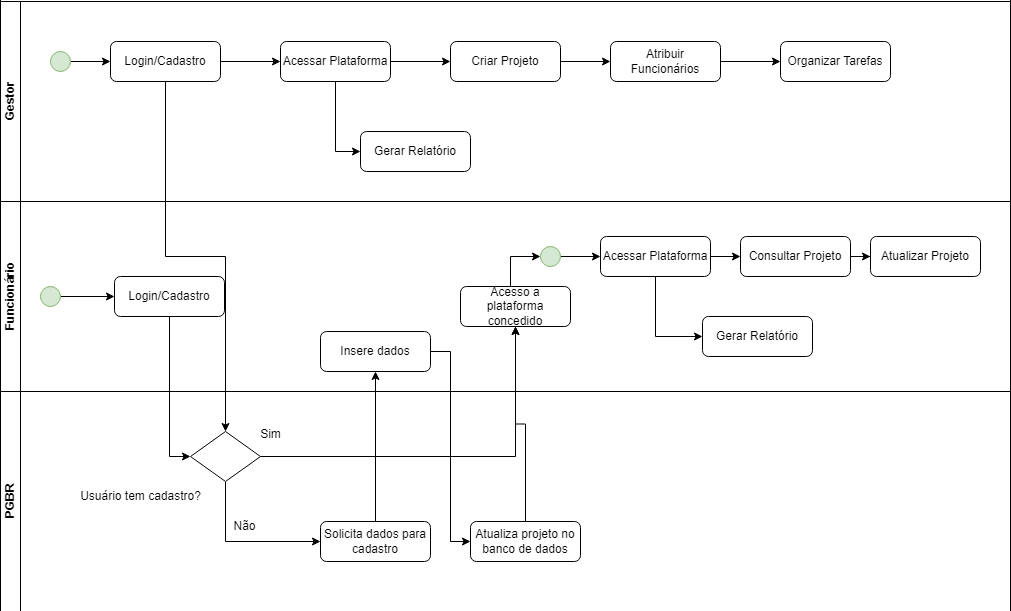 Gestor
Login/Cadastro
Acessar Plataforma
Criar Projeto
Atribuir
Funcionários
Organizar Tarefas
Gerar Relatório
Funcionário
Login/Cadastro
Acesso a
plataforma
concedido
Acessar Plataforma
Consultar Projeto
Atualizar Projeto
Gerar Relatório
Insere dados
PGBR
Sim
Usuário tem cadastro?
Não
Solicita dados para
cadastro
Atualiza projeto no
banco de dados